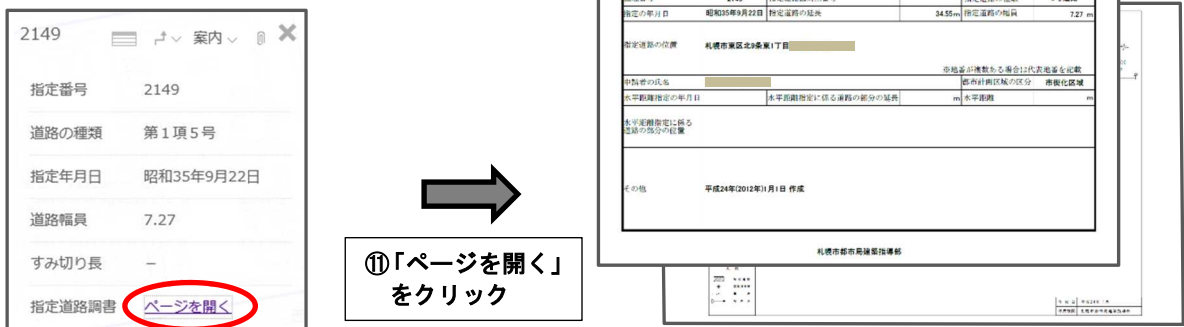 2149
案内
指定番号 2149
道路の種類 第1項5号
指定年月日 昭和35年9月22日
道路幅員 7.27
すみ切り長 −
指定道路調書 ページを開く
⑪「ページを開く」
をクリック
指定の年月日 昭和35年9月22日 指定道路の延長 34.55m 指定道路の幅員 7.27 m
指定道路の位置 札幌市東区北9条東1丁目
※地番が複数ある場合は代表地番を記載
申請者の氏名 都市計画区域の区分 市街化区域
水平距離指定の年月日 水平距離指定に係る道路の部分の延長 m 水平距離 m
水平距離指定に係る
道路の部分の位置
その他 平成24年(2012年)1月1日 作成
札幌市都市局建築指導部